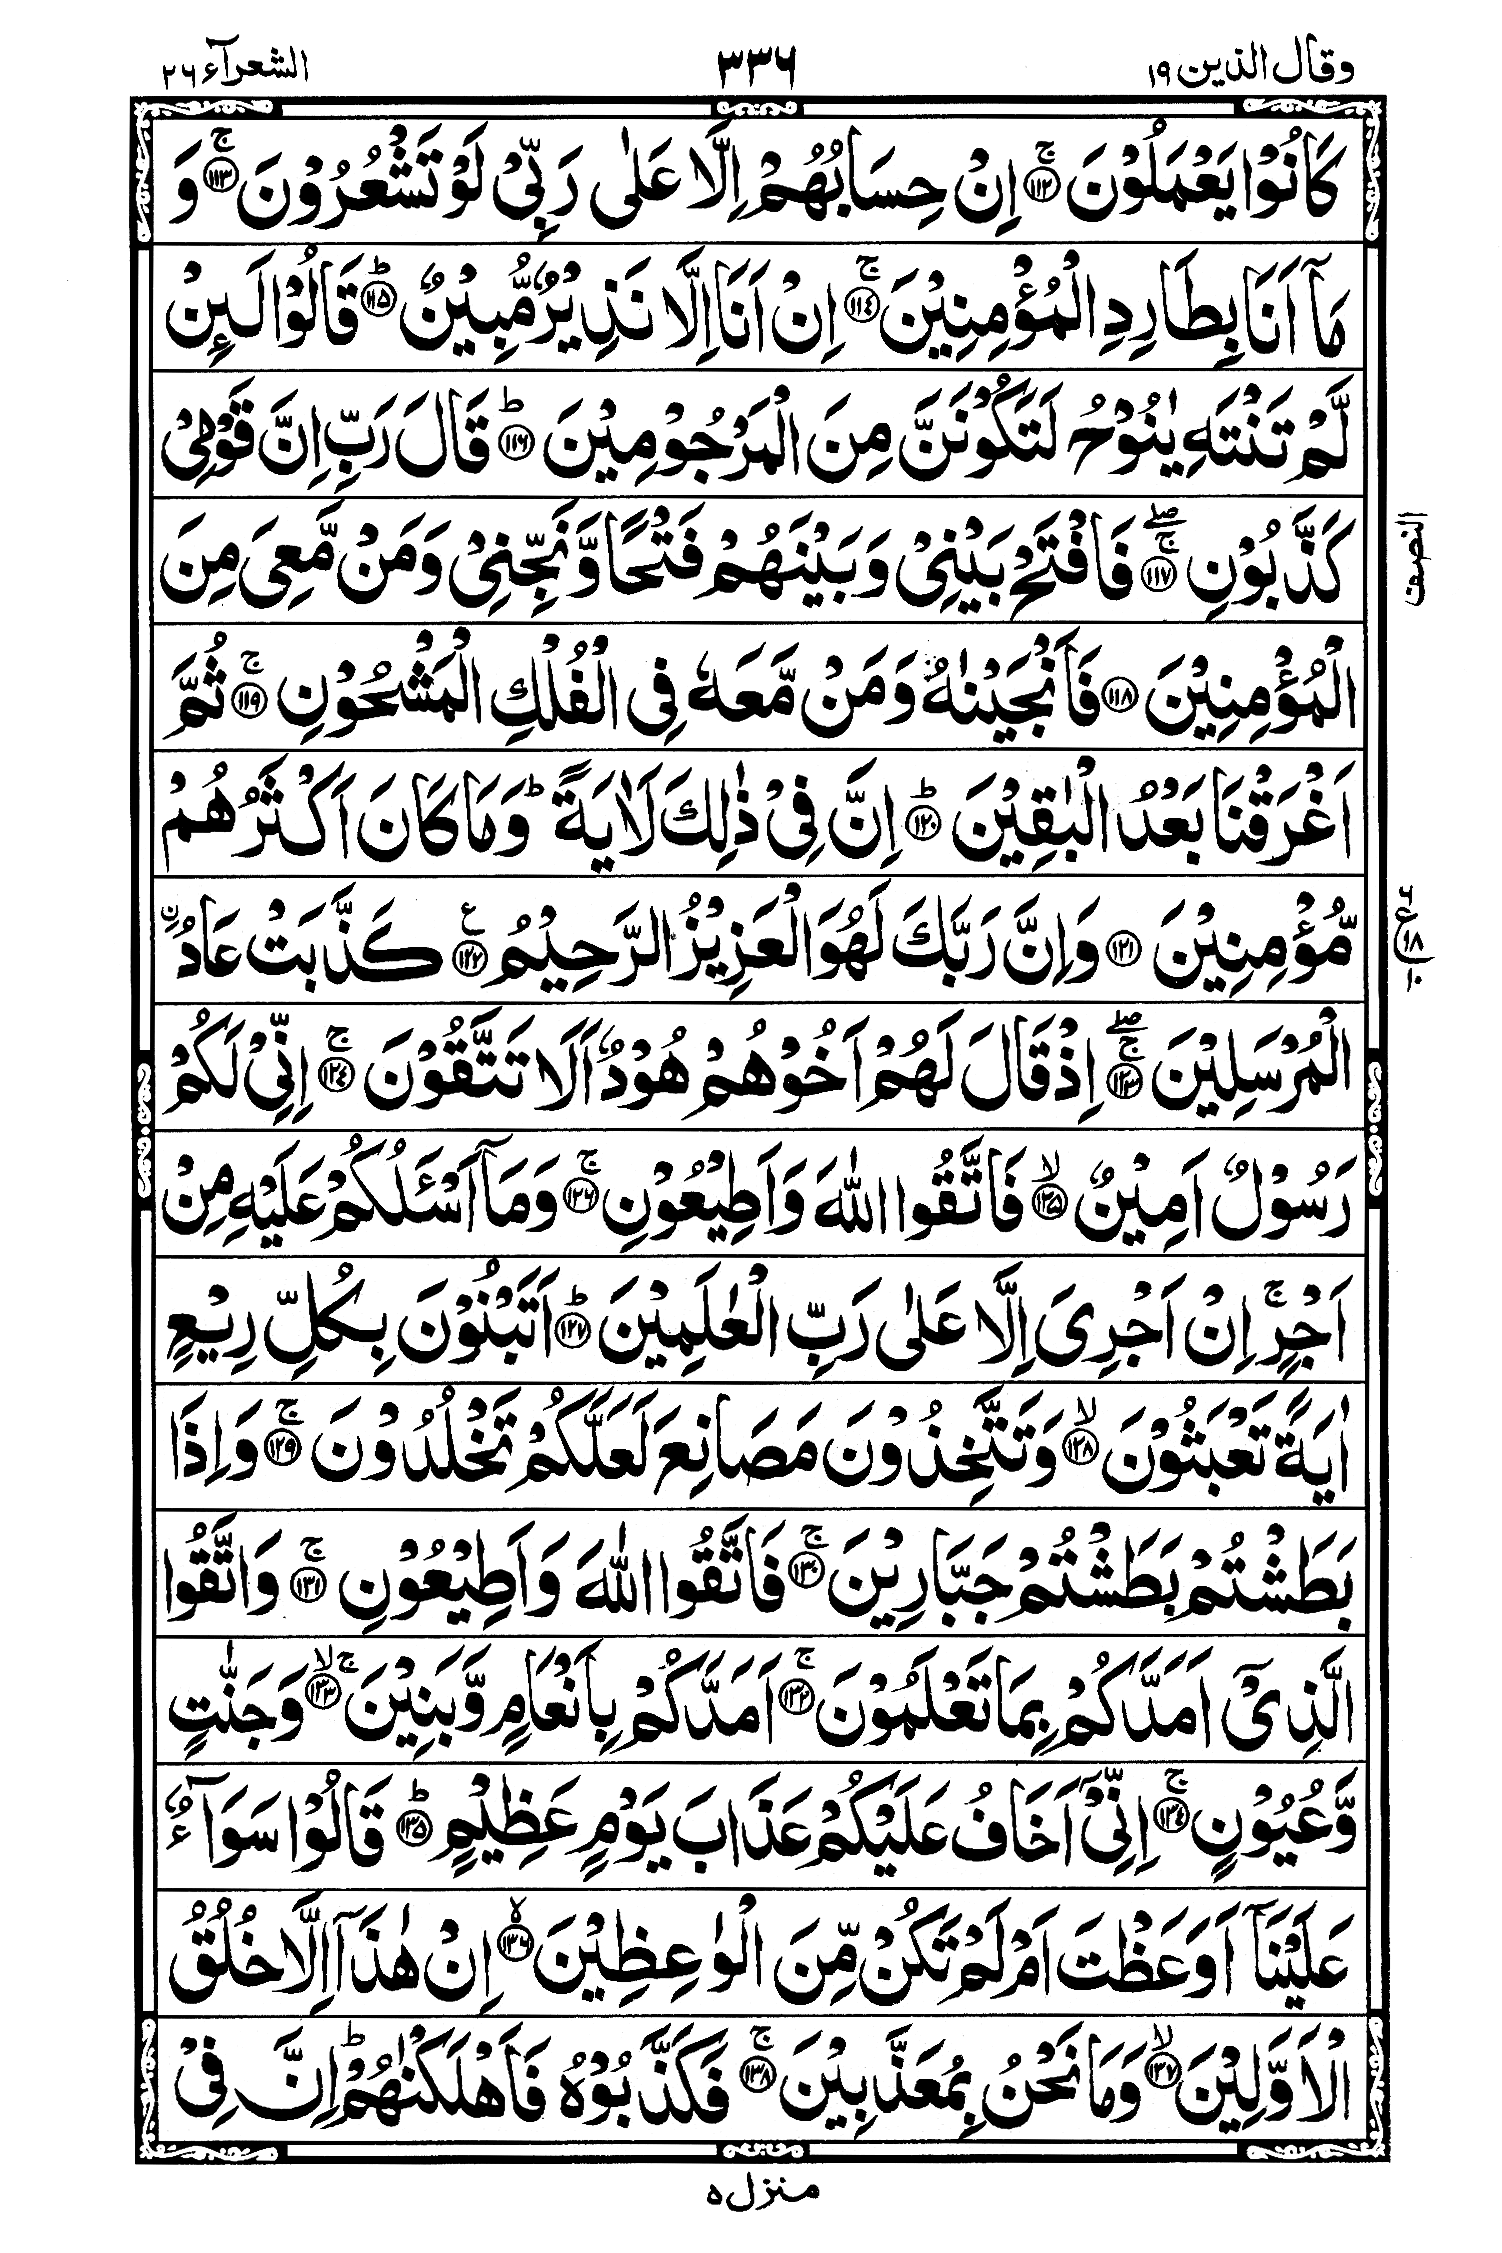 وقال الذين ١٩
٣٣٦
الشعرآء ٢٦
كَانُوْا يَعْمَلُوْنَ ۚ﴿١١٢﴾ اِنْ حِسَابُهُمْ اِلَّا عَلٰى رَبِّيْ لَوْ تَشْعُرُوْنَ ۚ﴿١١٣﴾ وَ
مَاۤ اَنَا بِطَارِدِ الْمُؤْمِنِيْنَ ۚ﴿١١٤﴾ اِنْ اَنَا اِلَّا نَذِيْرٌ مُّبِيْنٌ ؕ﴿١١٥﴾ قَالُوْا لَىِٕنْ
لَّمْ تَنْتَهِ يٰنُوْحُ لَتَكُوْنَنَّ مِنَ الْمَرْجُوْمِيْنَ ؕ﴿١١٦﴾ قَالَ رَبِّ اِنَّ قَوْمِيْ
كَذَّبُوْنِ ۚۖ﴿١١٧﴾ فَافْتَحْ بَيْنِيْ وَبَيْنَهُمْ فَتْحًا وَّنَجِّنِيْ وَمَنْ مَّعِيَ مِنَ
الْمُؤْمِنِيْنَ ﴿١١٨﴾ فَاَنْجَيْنٰهُ وَمَنْ مَّعَهٗ فِي الْفُلْكِ الْمَشْحُوْنِ ۚ﴿١١٩﴾ ثُمَّ
اَغْرَقْنَا بَعْدُ الْبٰقِيْنَ ؕ﴿١٢٠﴾ اِنَّ فِيْ ذٰلِكَ لَاٰيَةً ؕ وَمَا كَانَ اَكْثَرُهُمْ
مُّؤْمِنِيْنَ ﴿١٢١﴾ وَاِنَّ رَبَّكَ لَهُوَ الْعَزِيْزُ الرَّحِيْمُ ﴿١٢٢﴾ ع كَذَّبَتْ عَادُ ِۨ
الْمُرْسَلِيْنَ ۚۖ﴿١٢٣﴾ اِذْ قَالَ لَهُمْ اَخُوْهُمْ هُوْدٌ اَلَا تَتَّقُوْنَ ۚ﴿١٢٤﴾ اِنِّيْ لَكُمْ
رَسُوْلٌ اَمِيْنٌ ۙ﴿١٢٥﴾ فَاتَّقُوا اللّٰهَ وَاَطِيْعُوْنِ ۚ﴿١٢٦﴾ وَمَاۤ اَسْـَٔلُكُمْ عَلَيْهِ مِنْ
اَجْرٍ ۚ اِنْ اَجْرِيَ اِلَّا عَلٰى رَبِّ الْعٰلَمِيْنَ ؕ﴿١٢٧﴾ اَتَبْنُوْنَ بِكُلِّ رِيْعٍ
اٰيَةً تَعْبَثُوْنَ ۙ﴿١٢٨﴾ وَتَتَّخِذُوْنَ مَصَانِعَ لَعَلَّكُمْ تَخْلُدُوْنَ ۚ﴿١٢٩﴾ وَاِذَا
بَطَشْتُمْ بَطَشْتُمْ جَبَّارِيْنَ ۚ﴿١٣٠﴾ فَاتَّقُوا اللّٰهَ وَاَطِيْعُوْنِ ۚ﴿١٣١﴾ وَاتَّقُوا
الَّذِيْۤ اَمَدَّكُمْ بِمَا تَعْلَمُوْنَ ۚ﴿١٣٢﴾ اَمَدَّكُمْ بِاَنْعَامٍ وَّبَنِيْنَ ۚۙ﴿١٣٣﴾ وَجَنّٰتٍ
وَّعُيُوْنٍ ۚ﴿١٣٤﴾ اِنِّيْۤ اَخَافُ عَلَيْكُمْ عَذَابَ يَوْمٍ عَظِيْمٍ ؕ﴿١٣٥﴾ قَالُوْا سَوَآءٌ
عَلَيْنَاۤ اَوَعَظْتَ اَمْ لَمْ تَكُنْ مِّنَ الْوٰعِظِيْنَ ۙ﴿١٣٦﴾ اِنْ هٰذَاۤ اِلَّا خُلُقُ
الْاَوَّلِيْنَ ۙ﴿١٣٧﴾ وَمَا نَحْنُ بِمُعَذَّبِيْنَ ۚ﴿١٣٨﴾ فَكَذَّبُوْهُ فَاَهْلَكْنٰهُمْ ؕ اِنَّ فِيْ
النصف
ع
١٨
١٠
منزل ٥